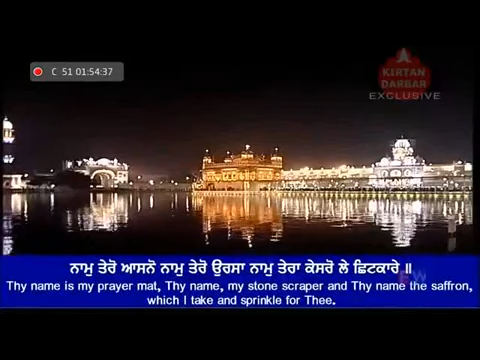 C 51 01:54:37
KIRTAN
DARBAR
EXCLUSIVE
ਨਾਮੁ ਤੇਰੋ ਆਸਨੋ ਨਾਮੁ ਤੇਰੋ ਉਰਸਾ ਨਾਮੁ ਤੇਰਾ ਕੇਸਰੋ ਲੇ ਛਿਟਕਾਰੇ ॥
Thy name is my prayer mat, Thy name, my stone scraper and Thy name the saffron,
which I take and sprinkle for Thee.